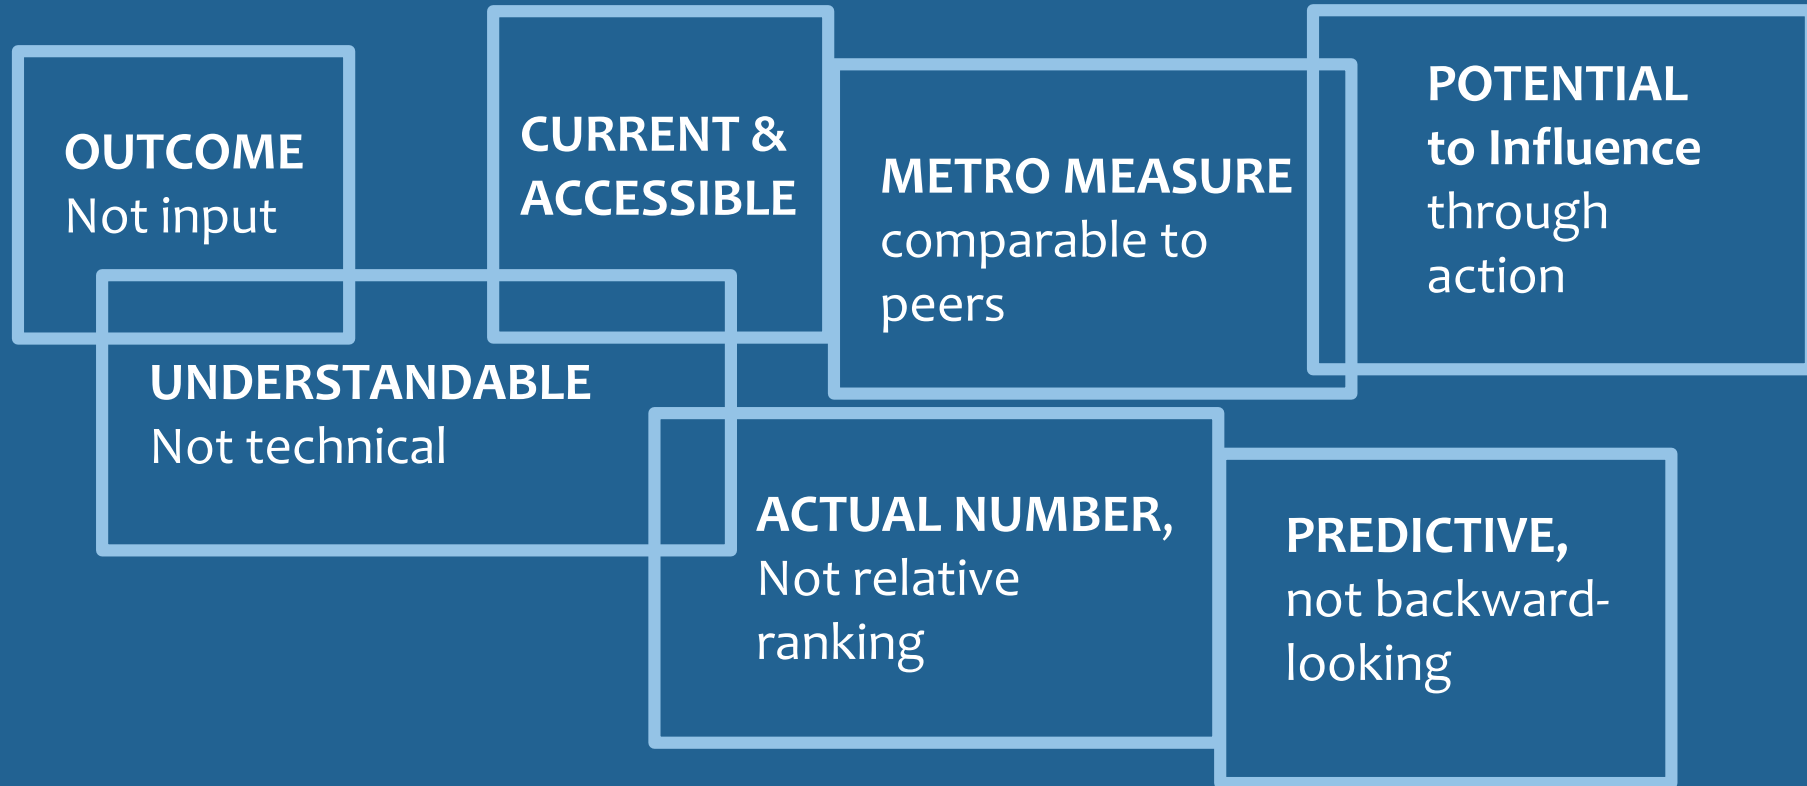 OUTCOME
Not input
CURRENT &
ACCESSIBLE
METRO MEASURE
comparable to
peers
POTENTIAL
to Influence
through
action
UNDERSTANDABLE
Not technical
ACTUAL NUMBER,
Not relative
ranking
PREDICTIVE,
not backward-
looking